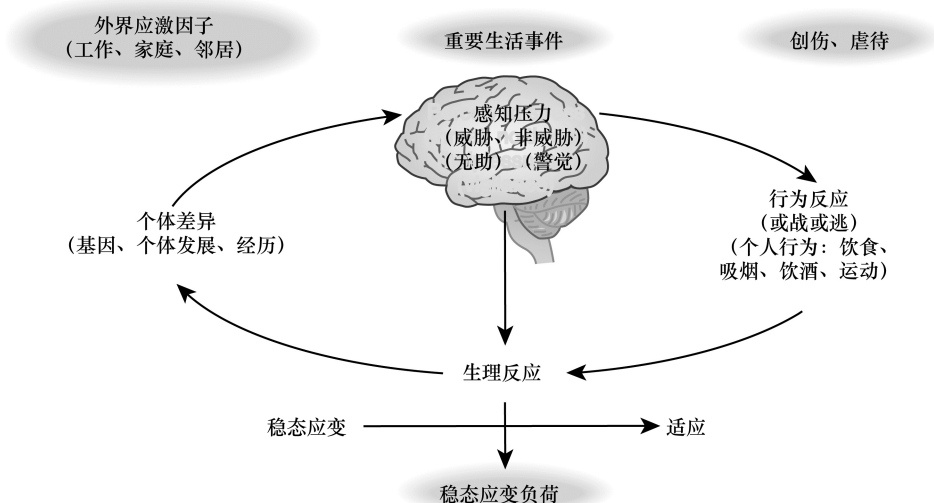 外界应激因子
（工作、家庭、邻居）
重要生活事件
创伤、虐待
感知压力
（威胁、非威胁）
（无助）（警觉）
个体差异
（基因、个体发展、经历）
行为反应
（或战或逃）
（个人行为：饮食、
吸烟、饮酒、运动）
生理反应
稳态应变
适应
稳态应变负荷